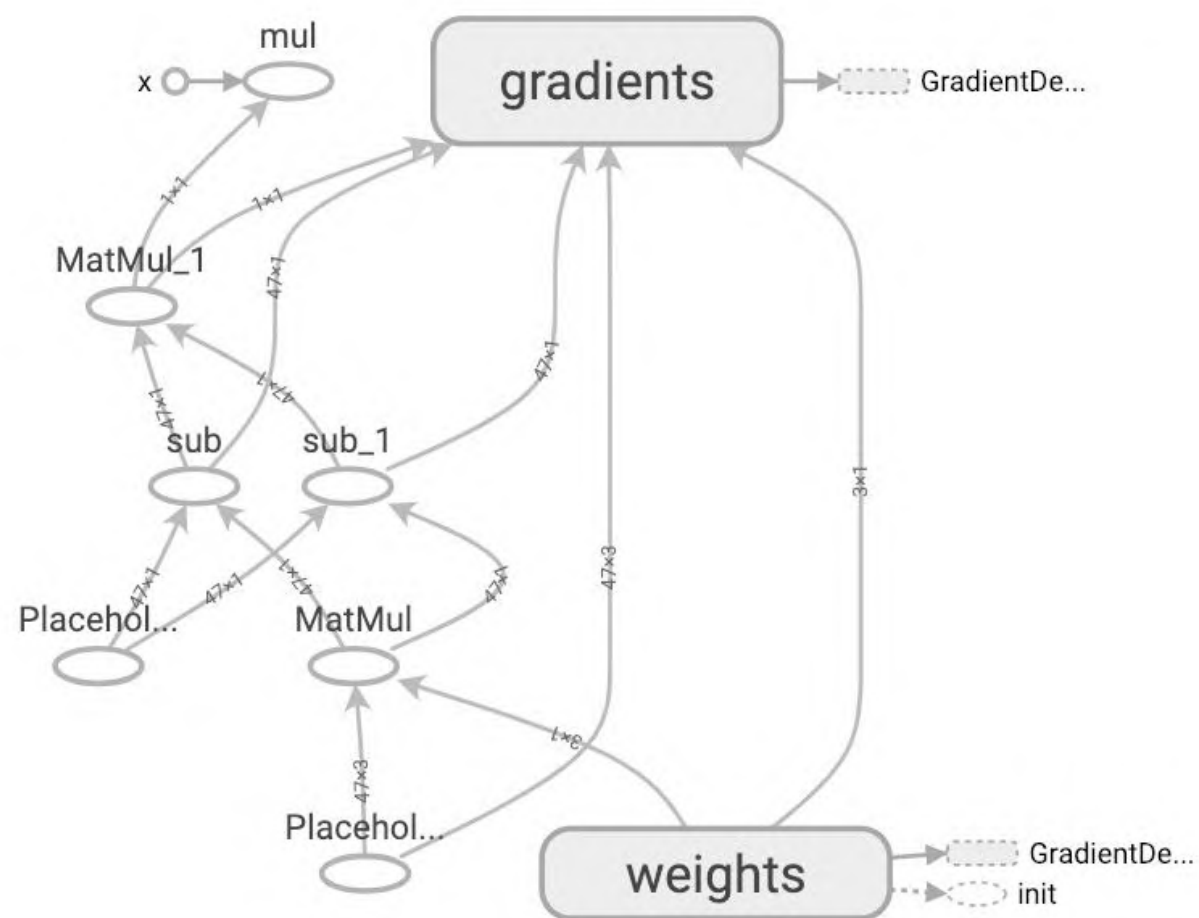 mul
x
gradients
GradientDe...
1×1
1×1
MatMul_1
47×1
47×1
47×1
47×1
sub
sub_1
3×1
47×3
47×1
47×1
47×1
47×1
Placehol...
MatMul
3×1
47×3
Placehol...
weights
GradientDe...
init